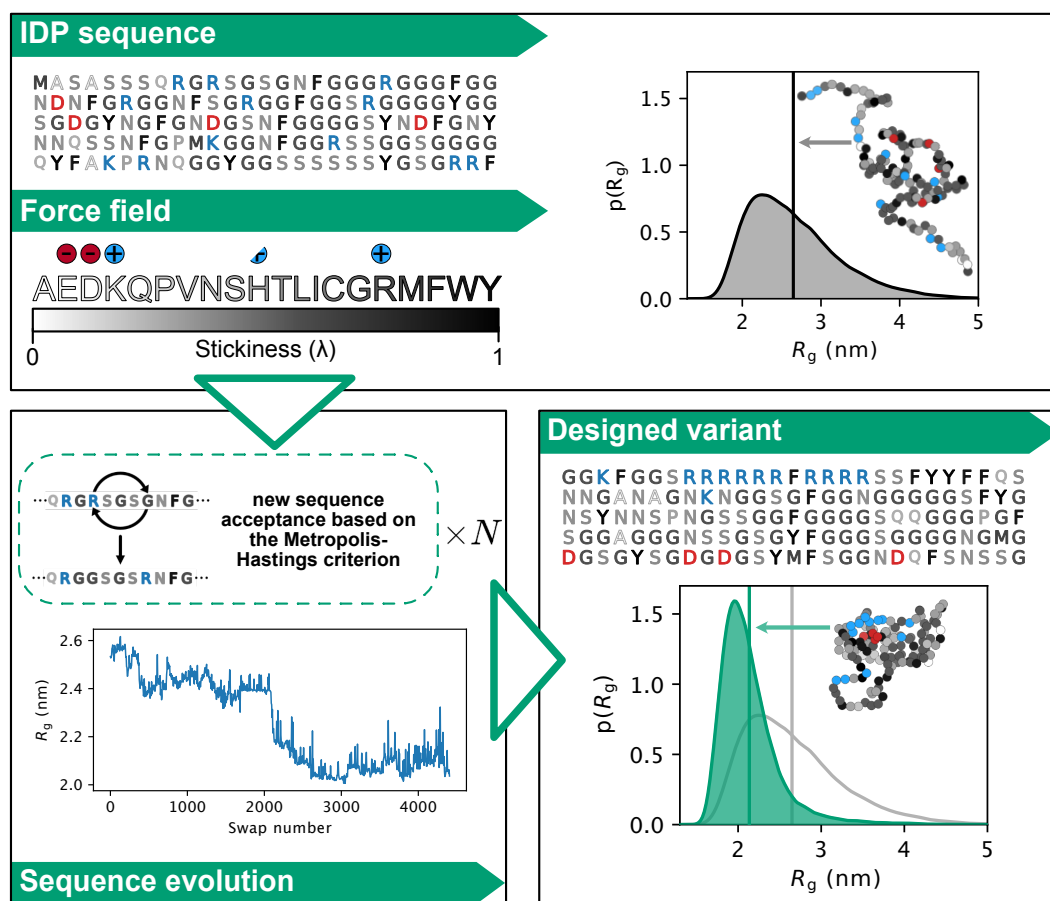 IDP sequence
MASASSSQRGRSGSGNFGGGRGGGFGG
NDNFGRGGNFSGRGGFGGSRGGGGYGG
SGDGYNGFGNDGSNFGGGGSYNDFGNY
NNQSSNFGPMKGGNFGGRSSGGSGGGG
QYFAKPRNQGGYGGSSSSSSYGSGRRF
Force field
− − + + +
AEDKQPVNSHTLICGRMFWY
0 1
Stickiness (λ)
p(Rg)
1.5
1.0
0.5
0.0
2 3 4 5
Rg (nm)
···QRGRSGSGNFG···
···QRGGSGSRNFG···
new sequence
acceptance based on
the Metropolis-
Hastings criterion
×N
Rg (nm)
2.6
2.4
2.2
2.0
0 1000 2000 3000 4000
Swap number
Sequence evolution
Designed variant
GGKFGGSRRRRRRFRRRRSSFYYFFQS
NNGANAGNKNGGSGFGGNGGGGGSFYG
NSYNNSPNGSSGGFGGGGSQQGGGPGF
SGGAGGGNSSGSGYFGGGSGGGGNGMG
DGSGYSGDGDGSYMFSGGNDQFSNSSG
p(Rg)
1.5
1.0
0.5
0.0
2 3 4 5
Rg (nm)